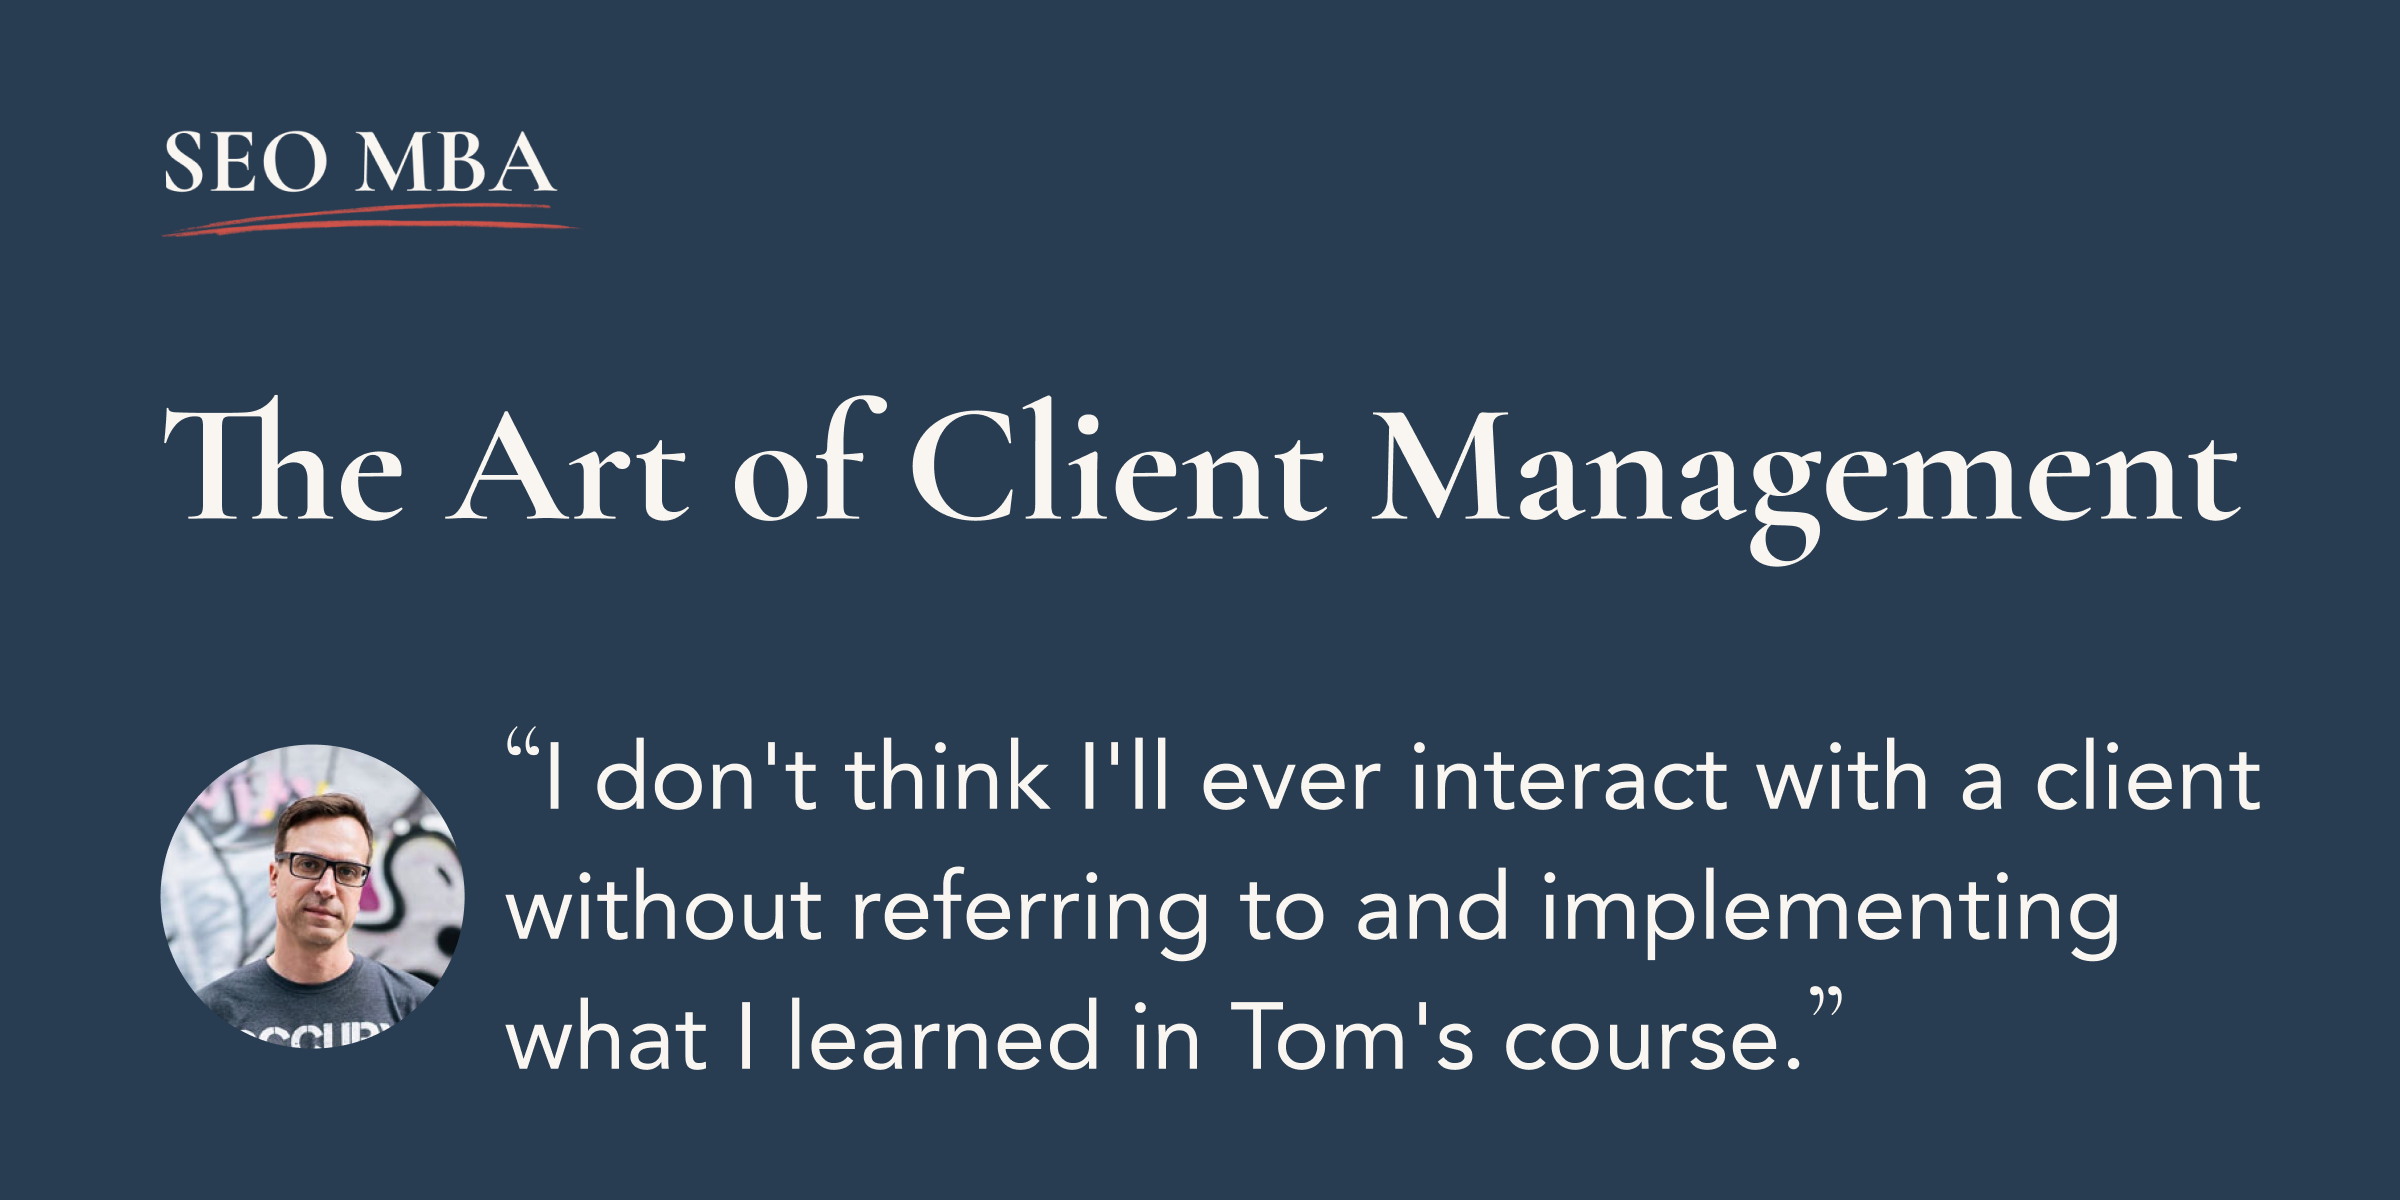 SEO MBA
The Art of Client Management
“I don't think I'll ever interact with a client
without referring to and implementing
what I learned in Tom's course.”